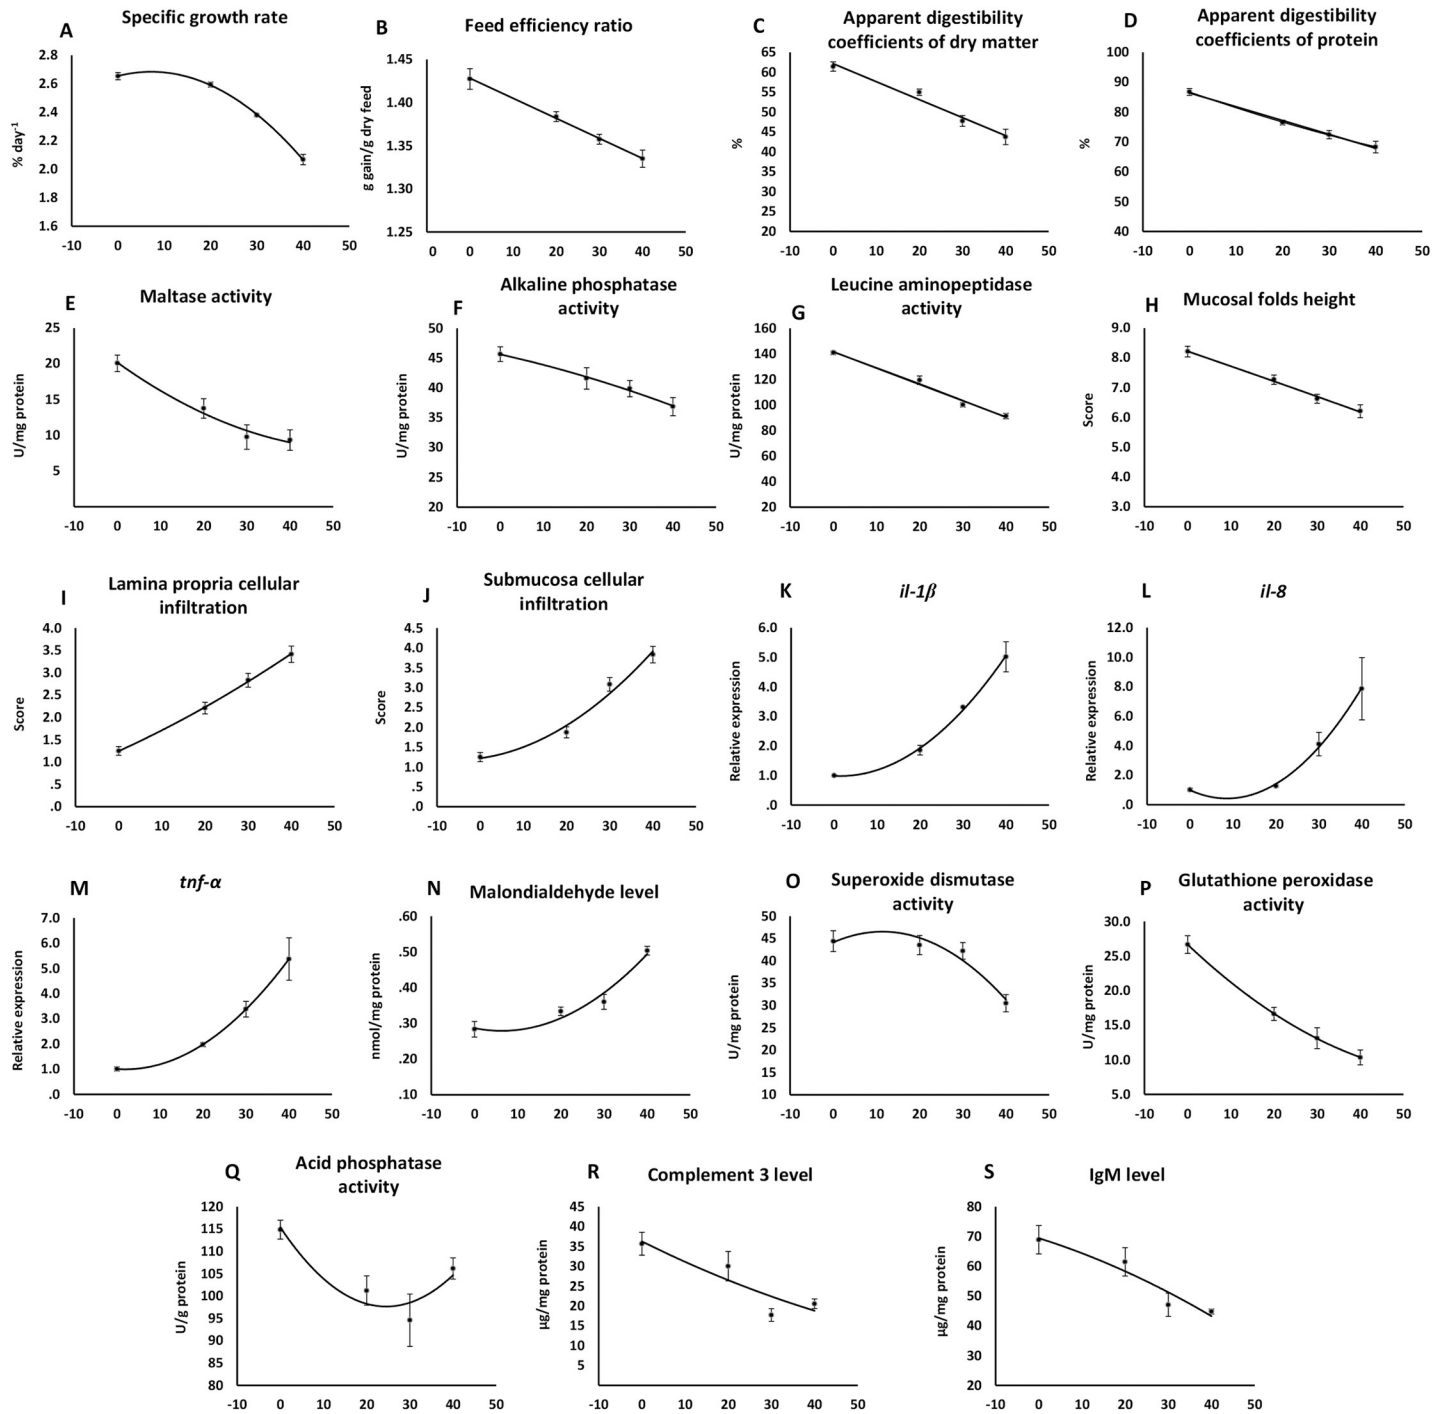 A
Specific growth rate
% day-1
2.8
2.6
2.4
2.2
2.0
1.8
1.6
-10 0 10 20 30 40 50
B
Feed efficiency ratio
g gain/g dry feed
1.45
1.40
1.35
1.30
1.25
0 0 10 20 30 40 50
C
Apparent digestibility
coefficients of dry matter
%
65
60
55
50
45
40
35
30
25
20
-10 0 10 20 30 40 50
D
Apparent digestibility
coefficients of protein
%
100
90
80
70
60
50
40
-10 0 10 20 30 40 50
E
Maltase activity
U/mg protein
25
20
15
10
5
-10 0 10 20 30 40 50
F
Alkaline phosphatase
activity
U/mg protein
50
45
40
35
30
25
20
-10 0 10 20 30 40 50
G
Leucine aminopeptidase
activity
U/mg protein
160
140
120
100
80
60
40
20
-10 0 10 20 30 40 50
H
Mucosal folds height
Score
9.0
8.0
7.0
6.0
5.0
4.0
3.0
-10 0 10 20 30 40 50
I
Lamina propria cellular
infiltration
Score
4.0
3.5
3.0
2.5
2.0
1.5
1.0
.5
.0
-10 0 10 20 30 40 50
J
Submucosa cellular
infiltration
Score
4.5
4.0
3.5
3.0
2.5
2.0
1.5
1.0
.5
.0
-10 0 10 20 30 40 50
K
il-1β
Relative expression
6.0
5.0
4.0
3.0
2.0
1.0
.0
-10 0 10 20 30 40 50
L
il-8
Relative expression
12.0
10.0
8.0
6.0
4.0
2.0
.0
-10 0 10 20 30 40 50
M
tnf-α
Relative expression
7.0
6.0
5.0
4.0
3.0
2.0
1.0
.0
-10 0 10 20 30 40 50
N
Malondialdehyde level
nmol/mg protein
.60
.50
.40
.30
.20
.10
-10 0 10 20 30 40 50
O
Superoxide dismutase
activity
U/mg protein
50
45
40
35
30
25
20
15
10
-10 0 10 20 30 40 50
P
Glutathione peroxidase
activity
U/mg protein
30.0
25.0
20.0
15.0
10.0
5.0
-10 0 10 20 30 40 50
Q
Acid phosphatase
activity
U/g protein
120
115
110
105
100
95
90
85
80
-10 0 10 20 30 40 50
R
Complement 3 level
μg/mg protein
45
40
35
30
25
20
15
10
5
-10 0 10 20 30 40 50
S
IgM level
μg/mg protein
80
70
60
50
40
30
20
-10 0 10 20 30 40 50